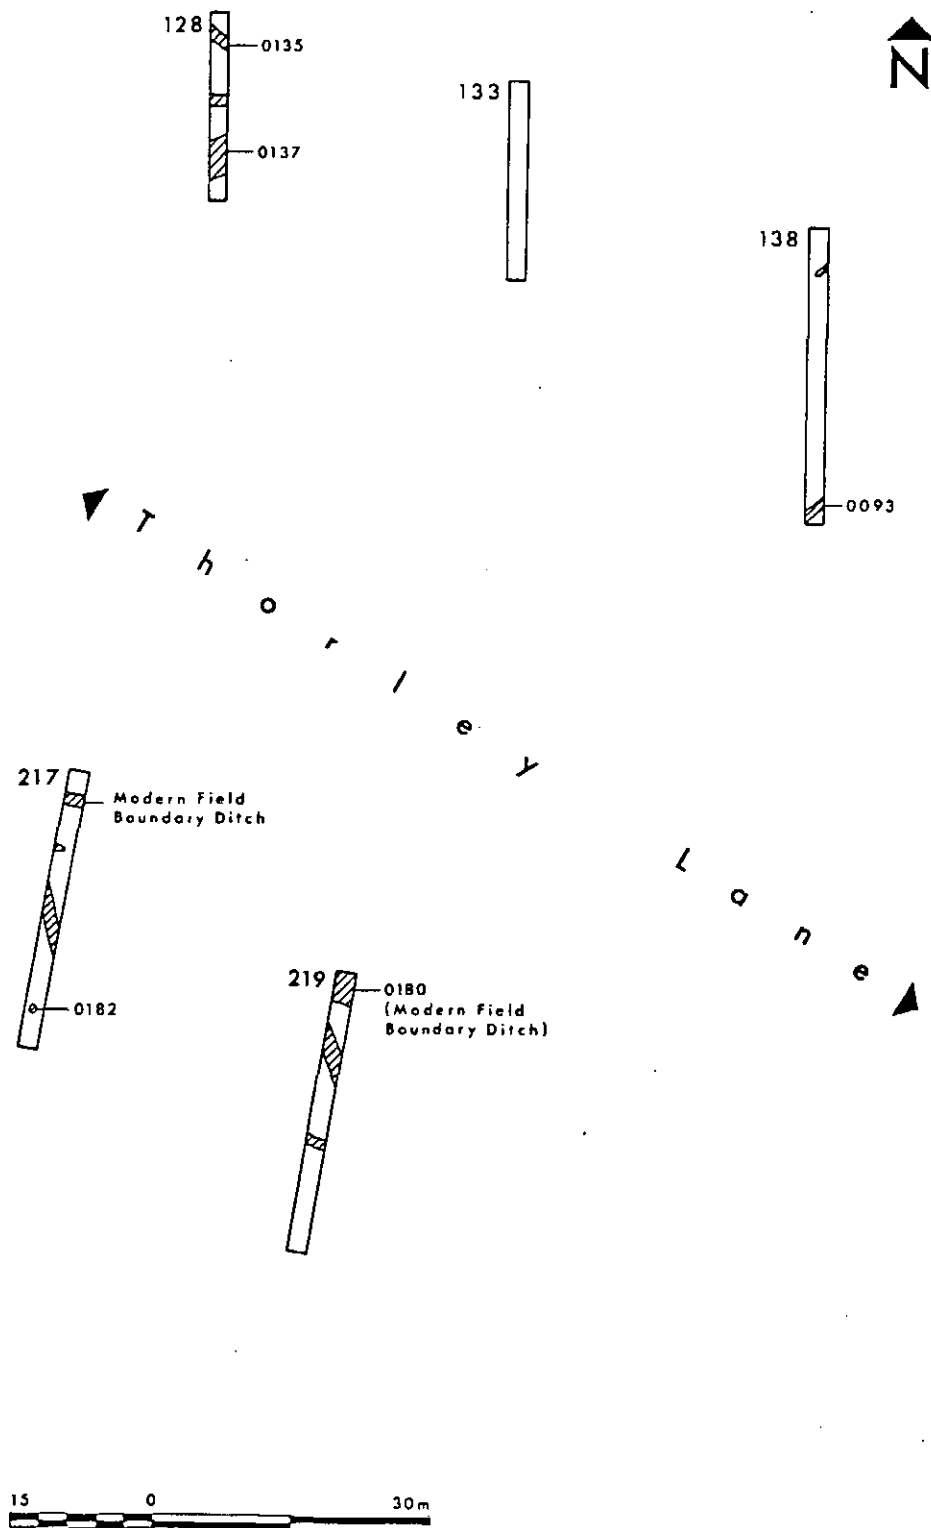 128
0135
N
133
0137
138
0093
Thorley Lane
217
Modern Field
Boundary Ditch
219
0180
(Modern Field
Boundary Ditch)
0182
15 0 30m